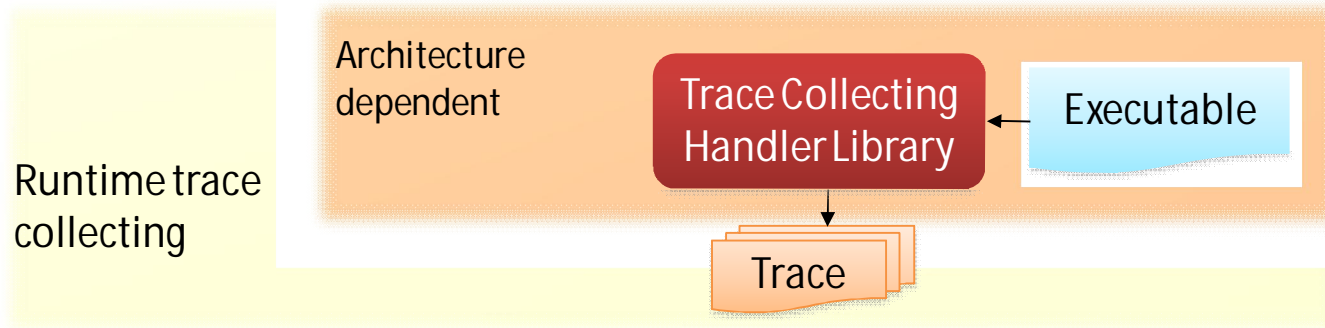 Architecture
dependent
Trace Collecting
Handler Library
Executable
Runtime trace
collecting
Trace